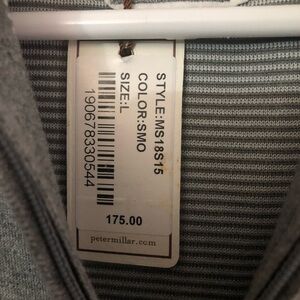 STYLE:MS18S15
COLOR:SMO
SIZE:L
190678330544
175.00
petermillar.com